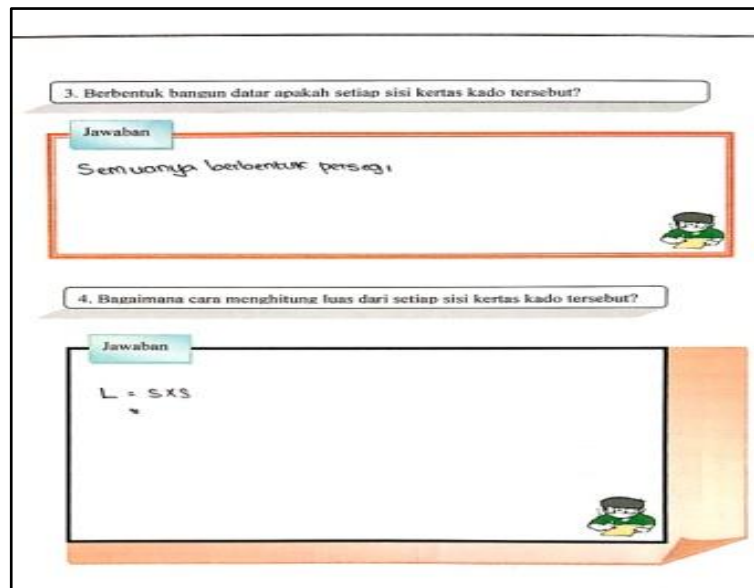 3. Berbentuk bangun datar apakah setiap sisi kertas kado tersebut?
Jawaban
Semuanya berbentuk persegi
4. Bagaimana cara menghitung luas dari setiap sisi kertas kado tersebut?
Jawaban
L = s x s